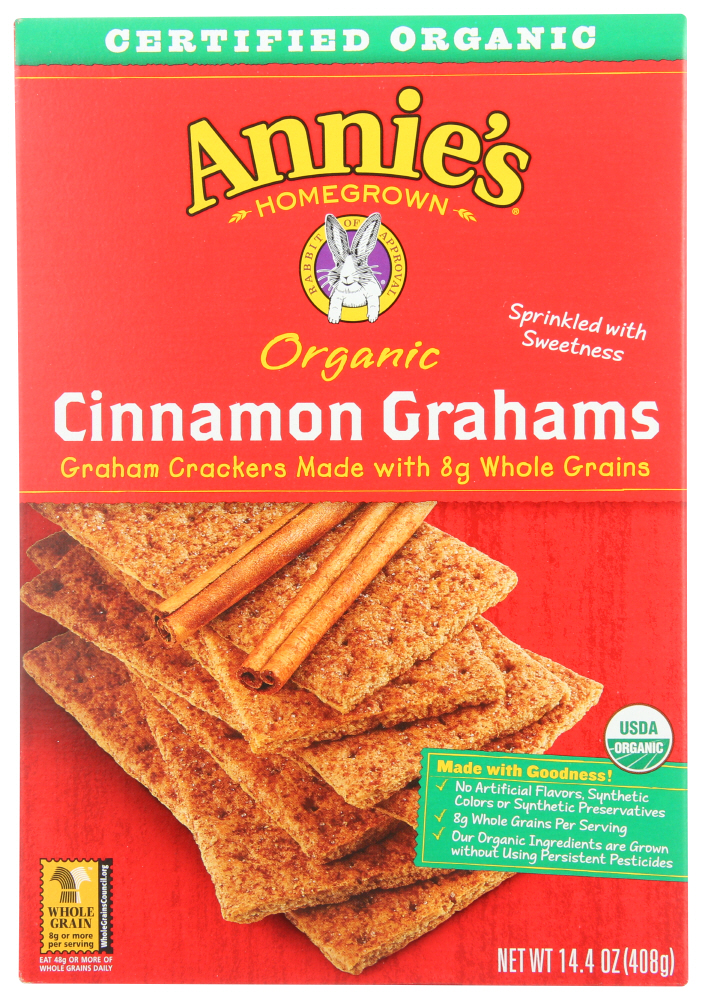 CERTIFIED ORGANIC
Annie's®
HOMEGROWN
RABBIT OF APPROVAL
Sprinkled with
Sweetness
Organic
Cinnamon Grahams
Graham Crackers Made with 8g Whole Grains
USDA
ORGANIC
Made with Goodness!
✓ No Artificial Flavors, Synthetic
Colors or Synthetic Preservatives
✓ 8g Whole Grains Per Serving
✓ Our Organic Ingredients are Grown
without Using Persistent Pesticides
WHOLE
GRAIN
8g or more
per serving
WholeGrainsCouncil.org
EAT 48g OR MORE OF
WHOLE GRAINS DAILY
NET WT 14.4 OZ (408g)